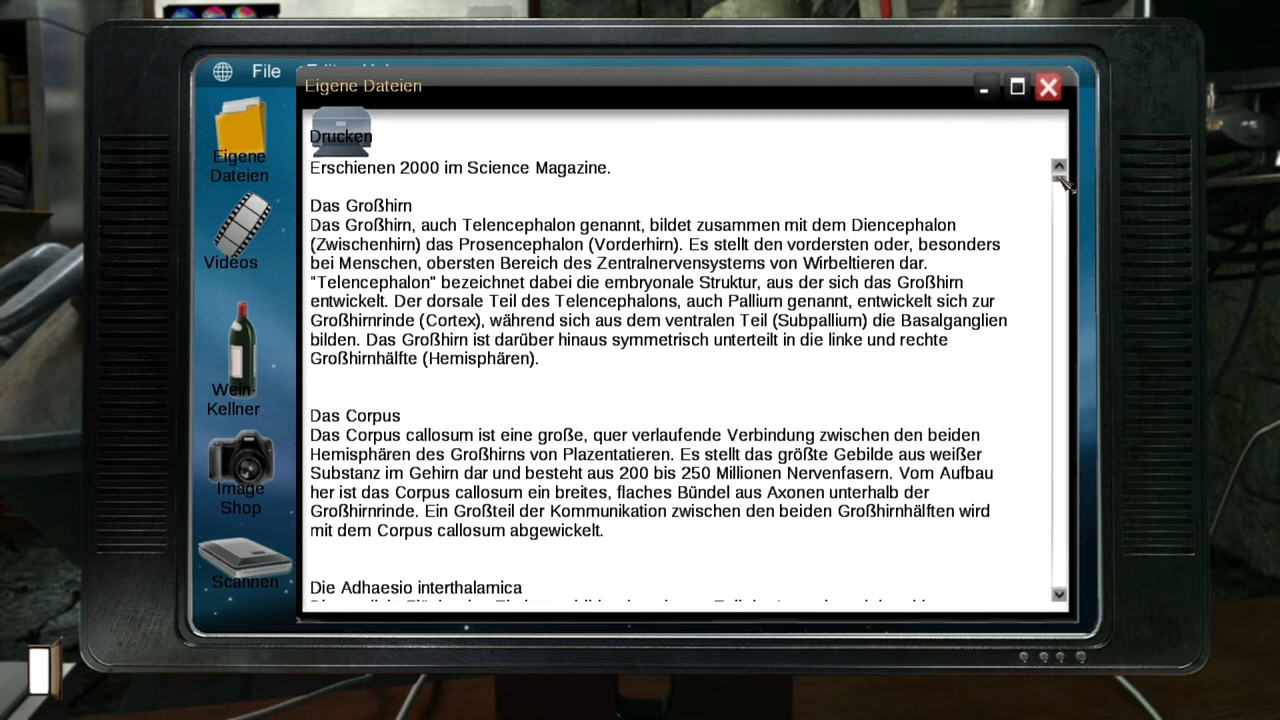 File
Eigene Dateien
Eigene
Dateien
Videos
Wein-
Kellner
Image
Shop
Scannen
Drucken
Erschienen 2000 im Science Magazine.
Das Großhirn
Das Großhirn, auch Telencephalon genannt, bildet zusammen mit dem Diencephalon
(Zwischenhirn) das Prosencephalon (Vorderhirn). Es stellt den vordersten oder, besonders
bei Menschen, obersten Bereich des Zentralnervensystems von Wirbeltieren dar.
"Telencephalon" bezeichnet dabei die embryonale Struktur, aus der sich das Großhirn
entwickelt. Der dorsale Teil des Telencephalons, auch Pallium genannt, entwickelt sich zur
Großhirnrinde (Cortex), während sich aus dem ventralen Teil (Subpallium) die Basalganglien
bilden. Das Großhirn ist darüber hinaus symmetrisch unterteilt in die linke und rechte
Großhirnhälfte (Hemisphären).
Das Corpus
Das Corpus callosum ist eine große, quer verlaufende Verbindung zwischen den beiden
Hemisphären des Großhirns von Plazentatieren. Es stellt das größte Gebilde aus weißer
Substanz im Gehirn dar und besteht aus 200 bis 250 Millionen Nervenfasern. Vom Aufbau
her ist das Corpus callosum ein breites, flaches Bündel aus Axonen unterhalb der
Großhirnrinde. Ein Großteil der Kommunikation zwischen den beiden Großhirnhälften wird
mit dem Corpus callosum abgewickelt.
Die Adhaesio interthalamica